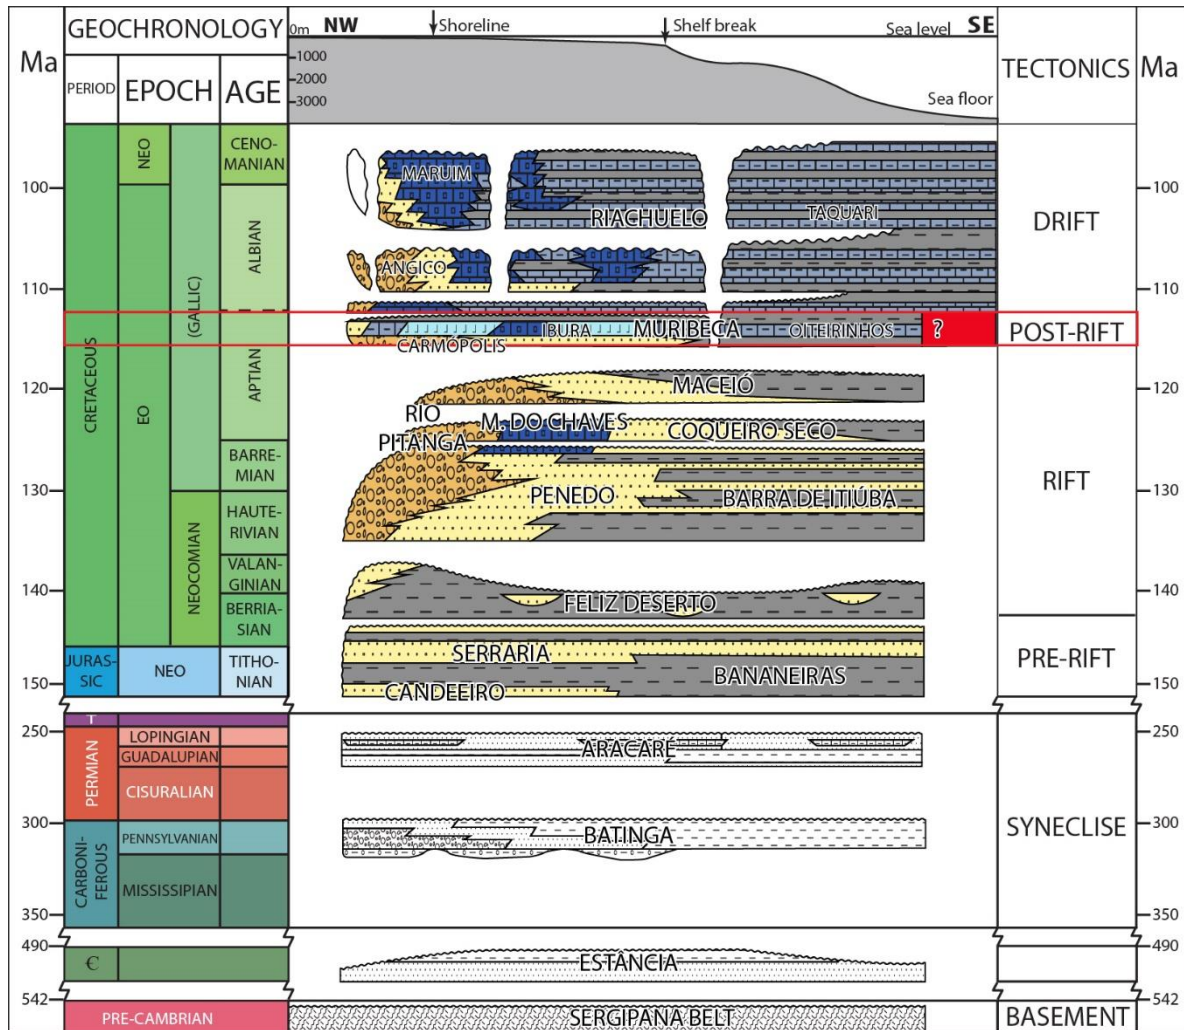 GEOCHRONOLOGY
Ma
PERIOD
EPOCH
AGE
0m
NW
Shoreline
Shelf break
Sea level
SE
1000
2000
3000
Sea floor
TECTONICS
Ma
CRETACEOUS
NEO
EO
(GALLIC)
NEOCOMIAN
CENO-
MANIAN
ALBIAN
APTIAN
BARRE-
MIAN
HAUTE-
RIVIAN
VALAN-
GINIAN
BERRIA-
SIAN
JURAS-
SIC
NEO
TITHO-
NIAN
T
PERMIAN
LOPINGIAN
GUADALUPIAN
CISURALIAN
CARBONI-
FEROUS
PENNSYLVANIAN
MISSISSIPIAN
Є
PRE-CAMBRIAN
100
110
120
130
140
150
250
300
350
490
542
MARUIM
RIACHUELO
TAQUARI
ANGICO
IBURA
MURIBECA
OITEIRINHOS
?
CARMÓPOLIS
MACEIÓ
RIO
PITANGA
M. DO CHAVES
COQUEIRO SECO
PENEDO
BARRA DE ITIÚBA
FELIZ DESERTO
SERRARIA
BANANEIRAS
CANDEEIRO
ARACARÉ
BATINGA
ESTÂNCIA
SERGIPANA BELT
DRIFT
POST-RIFT
RIFT
PRE-RIFT
SYNECLISE
BASEMENT
100
110
120
130
140
150
250
300
350
490
542